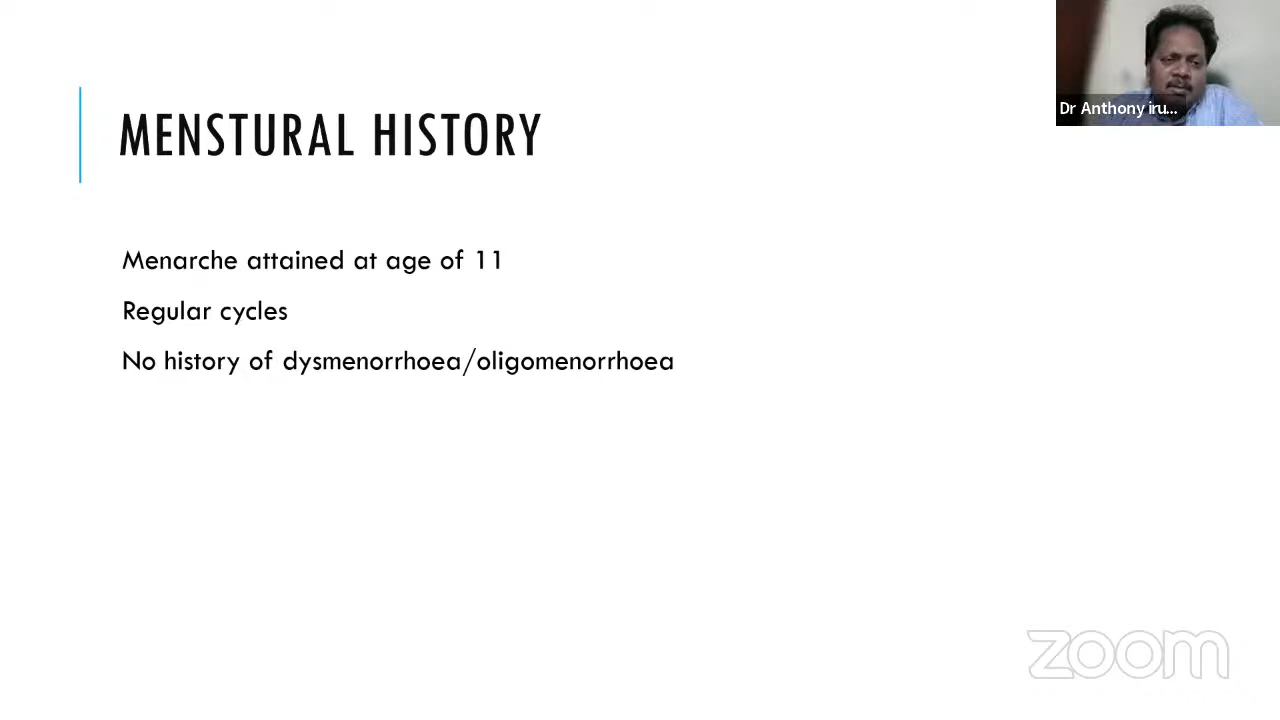 Dr Anthony iru...
MENSTURAL HISTORY
Menarche attained at age of 11
Regular cycles
No history of dysmenorrhoea/oligomenorrhoea
zoom